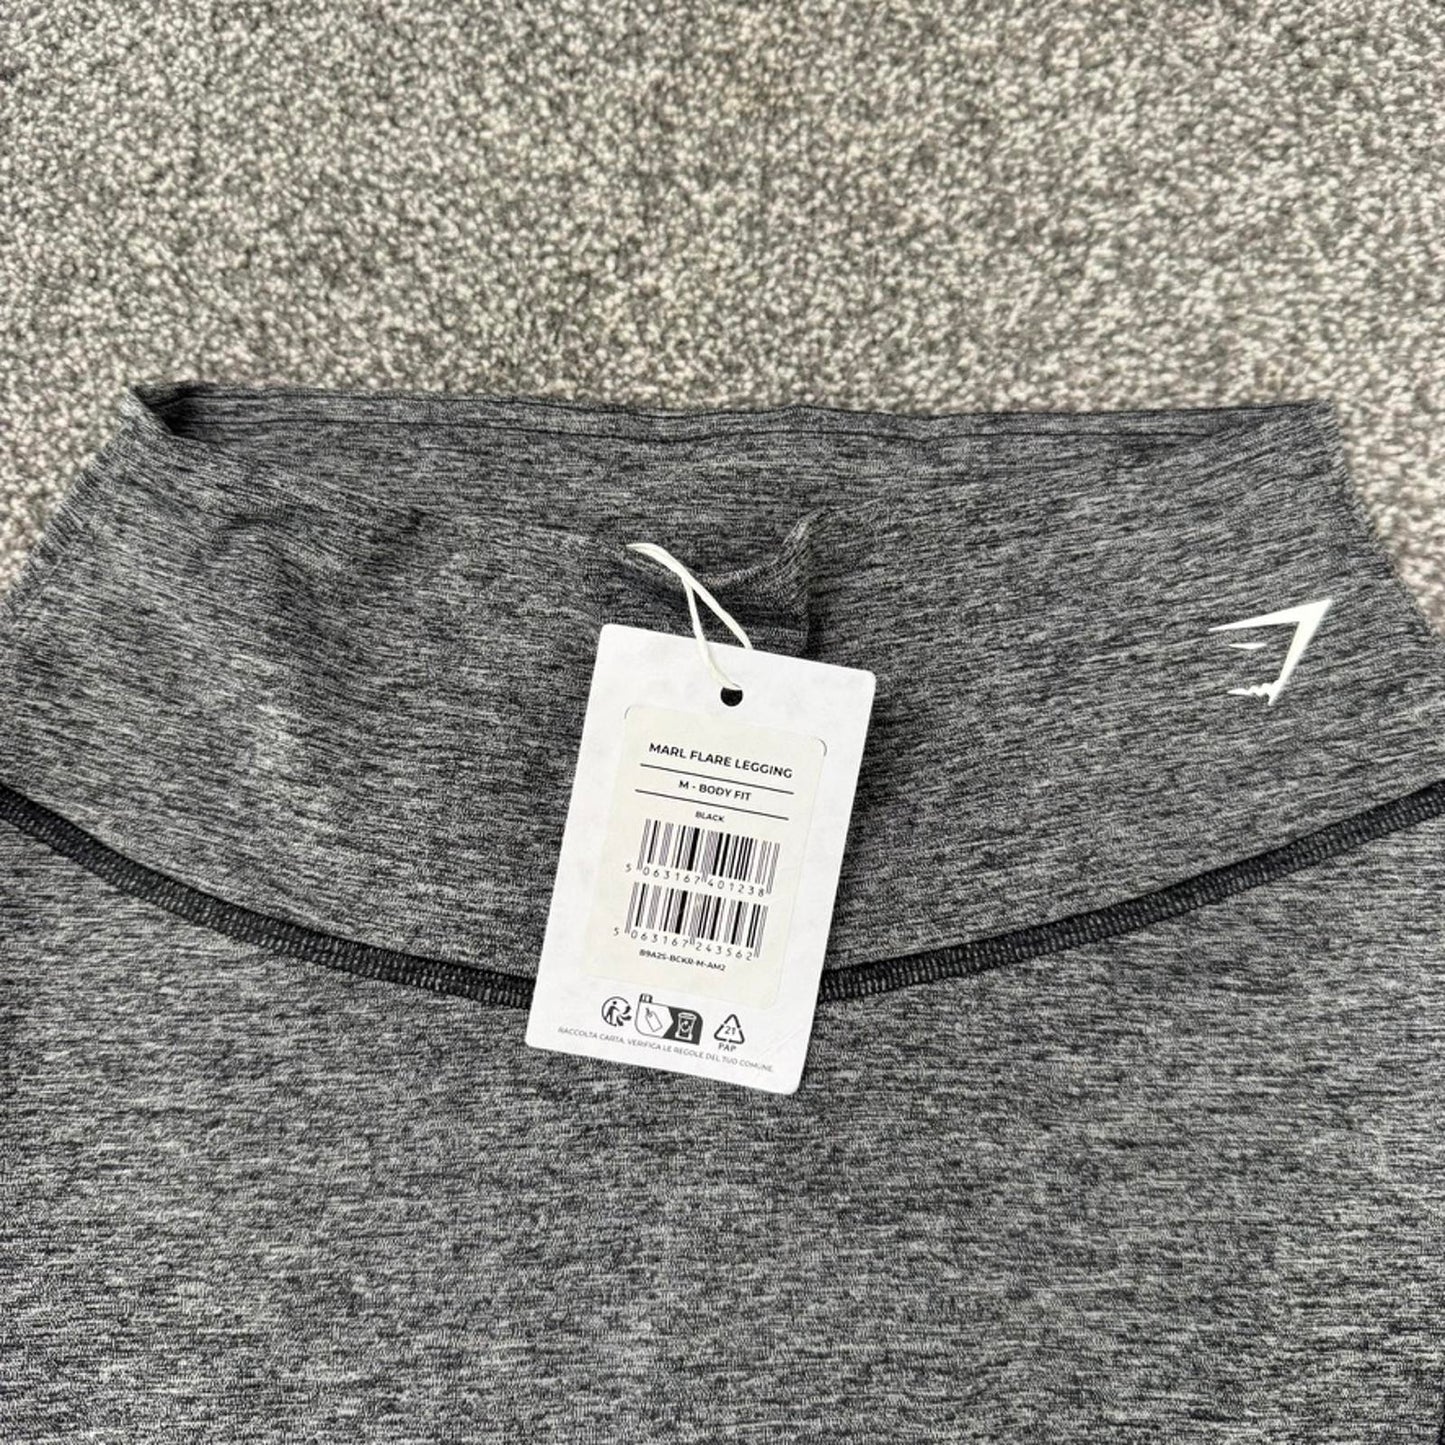 MARL FLARE LEGGING
M - BODY FIT
BLACK
5 063167 401238
5 063167 243562
B9A2S-BCKR-M-AM2
FR
21
PAP
RACCOLTA CARTA. VERIFICA LE REGOLE DEL TUO COMUNE.